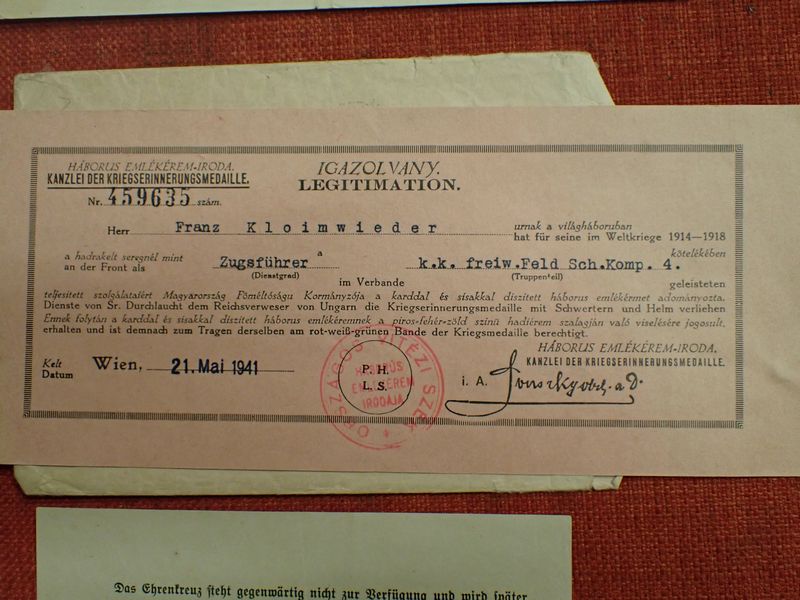 HÁBORUS EMLÉKÉREM-IRODA.
KANZLEI DER KRIEGSERINNERUNGSMEDAILLE.
Nr. 459635 szám.
IGAZOLVANY.
LEGITIMATION.
Herr Franz Kloimwieder urnak a világháboruban
hat für seine im Weltkriege 1914—1918
a hadrakelt seregnél mint a kötelékében
an der Front als Zugsführer k.k. freiw.Feld Sch.Komp. 4.
(Dienstgrad) im Verbande (Truppenteil) geleisteten
teljesitett szolgálataiért Magyarország Főméltóságu Kormányzója a karddal és sisakkal diszitett háborus emlékérmet adományozta.
Dienste von Sr. Durchlaucht dem Reichsverweser von Ungarn die Kriegserinnerungsmedaille mit Schwertern und Helm verliehen
Ennek folytán a karddal és sisakkal diszitett háborus emlékéremnek a piros-fehér-zöld szinü hadiérem szalagján való viselésére jogosult.
erhalten und ist demnach zum Tragen derselben am rot-weiß-grünen Bande der Kriegsmedaille berechtigt.
Kelt
Datum Wien, 21. Mai 1941
P. H.
L. S.
ORSZÁGOS VITÉZI SZÉK
HÁBORÚS
EMLÉKÉREM
IRODÁJA
HÁBORUS EMLÉKÉREM-IRODA.
KANZLEI DER KRIEGSERINNERUNGSMEDAILLE.
i. A.
Das Ehrenkreuz steht gegenwärtig nicht zur Verfügung und wird später